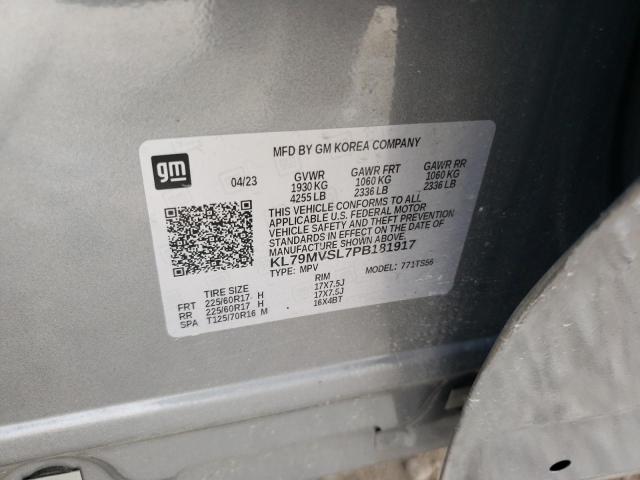 MFD BY GM KOREA COMPANY
gm
04/23 GVWR GAWR FRT GAWR RR
1930 KG 1060 KG 1060 KG
4255 LB 2336 LB 2336 LB
THIS VEHICLE CONFORMS TO ALL
APPLICABLE U.S. FEDERAL MOTOR
VEHICLE SAFETY AND THEFT PREVENTION
STANDARDS IN EFFECT ON THE DATE OF
MANUFACTURE SHOWN ABOVE.
KL79MVSL7PB181917
TYPE: MPV MODEL: 771TS56
TIRE SIZE RIM
FRT 225/60R17 H 17X7.5J
RR 225/60R17 H 17X7.5J
SPA T125/70R16 M 16X4BT